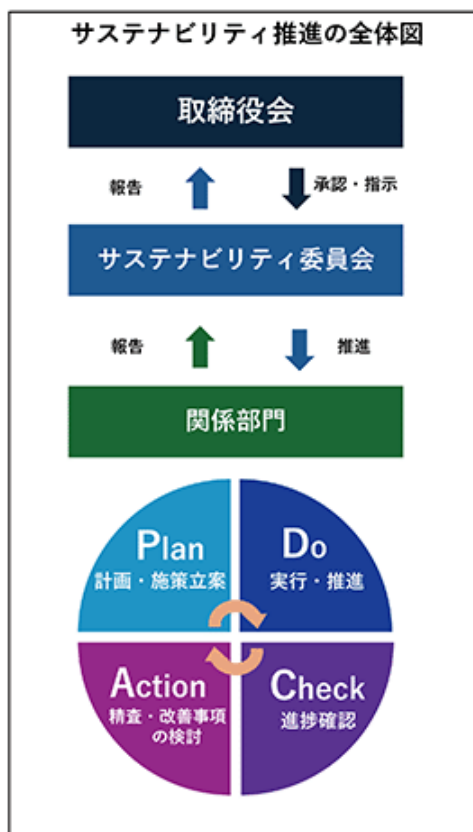 サステナビリティ推進の全体図
取締役会
報告
承認・指示
サステナビリティ委員会
報告
推進
関係部門
Plan
計画・施策立案
Do
実行・推進
Action
精査・改善事項
の検討
Check
進捗確認